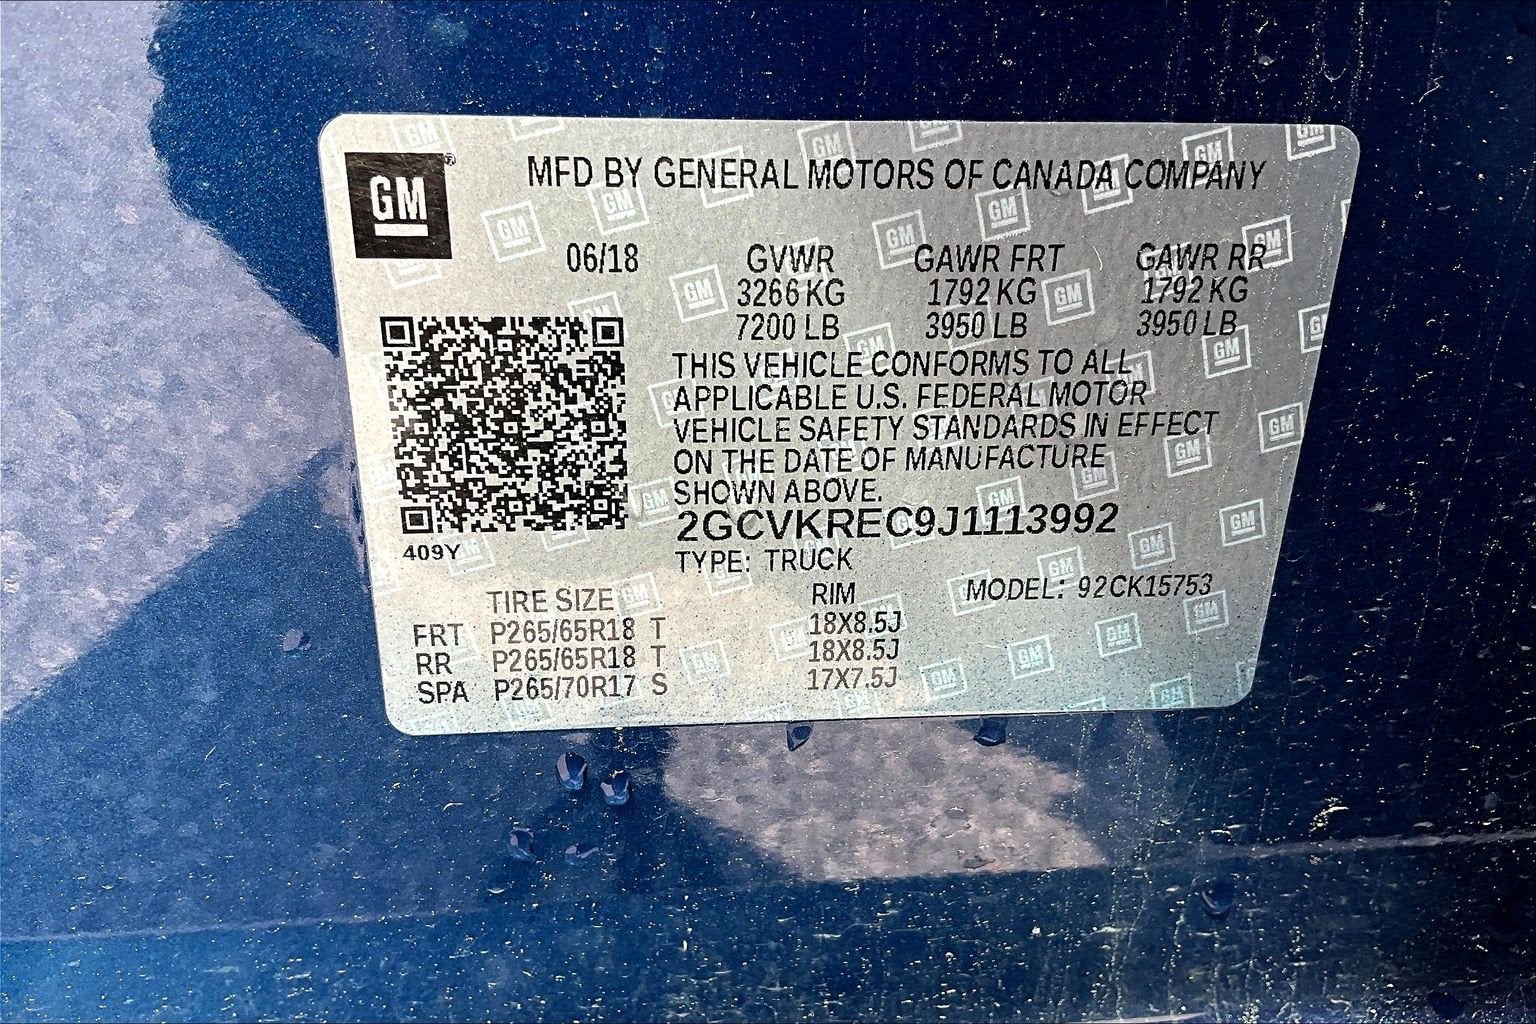 GM
MFD BY GENERAL MOTORS OF CANADA COMPANY
06/18 GVWR GAWR FRT GAWR RR
3266 KG 1792 KG 1792 KG
7200 LB 3950 LB 3950 LB
THIS VEHICLE CONFORMS TO ALL
APPLICABLE U.S. FEDERAL MOTOR
VEHICLE SAFETY STANDARDS IN EFFECT
ON THE DATE OF MANUFACTURE
SHOWN ABOVE.
2GCVKREC9J1113992
409Y
TYPE: TRUCK
TIRE SIZE RIM MODEL: 92CK15753
FRT P265/65R18 T 18X8.5J
RR P265/65R18 T 18X8.5J
SPA P265/70R17 S 17X7.5J